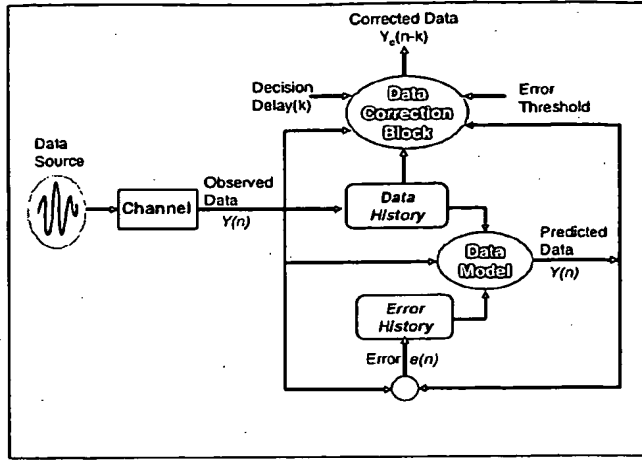 Corrected Data
Y_c(n-k)
Decision
Delay(k)
Data
Correction
Block
Error
Threshold
Data
Source
Channel
Observed
Data
Y(n)
Data
History
Data
Model
Predicted
Data
Y(n)
Error
History
Error e(n)